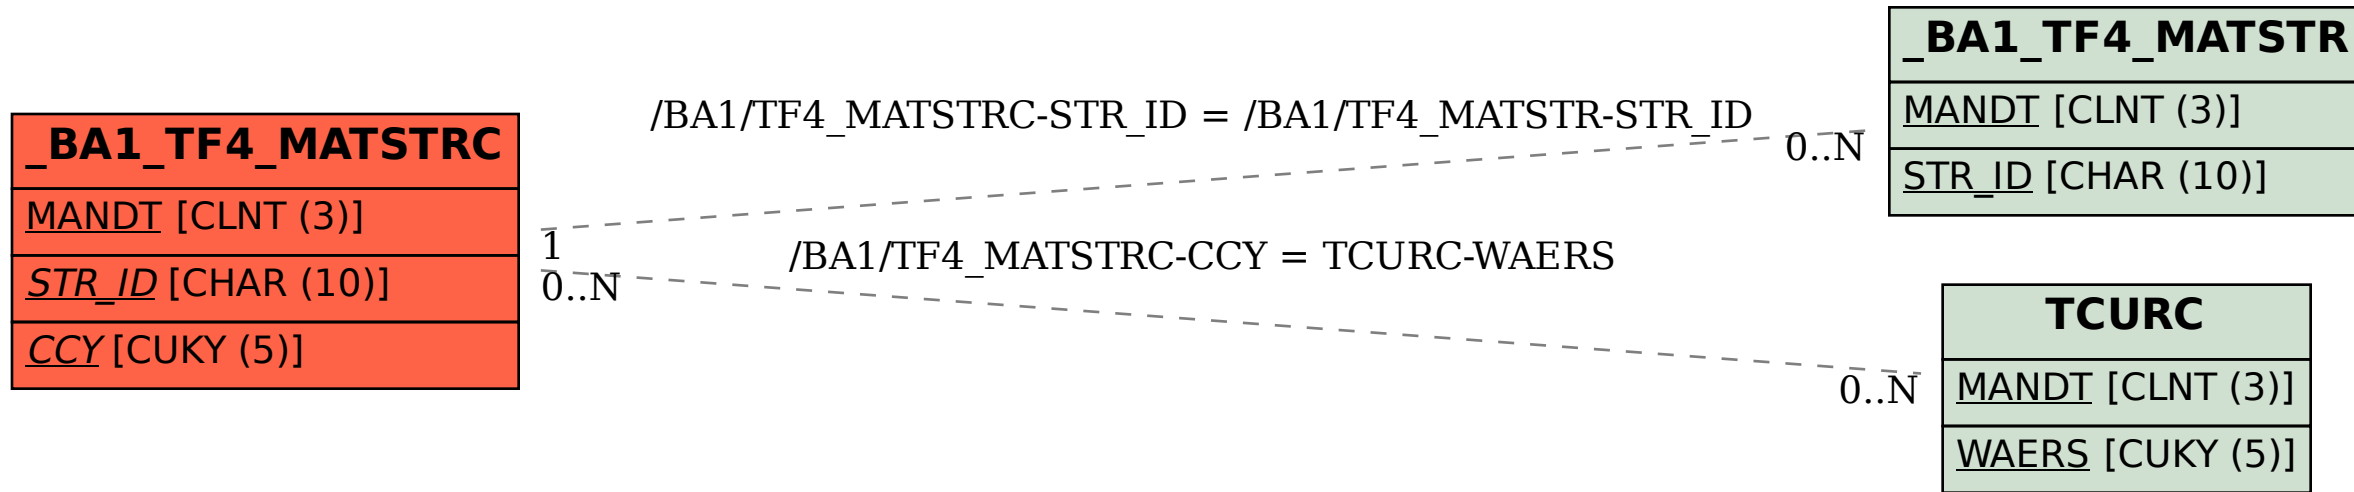 _BA1_TF4_MATSTRC
MANDT [CLNT (3)]
STR_ID [CHAR (10)]
CCY [CUKY (5)]
/BA1/TF4_MATSTRC-STR_ID = /BA1/TF4_MATSTR-STR_ID
1
0..N
/BA1/TF4_MATSTRC-CCY = TCURC-WAERS
0..N
0..N
_BA1_TF4_MATSTR
MANDT [CLNT (3)]
STR_ID [CHAR (10)]
TCURC
MANDT [CLNT (3)]
WAERS [CUKY (5)]